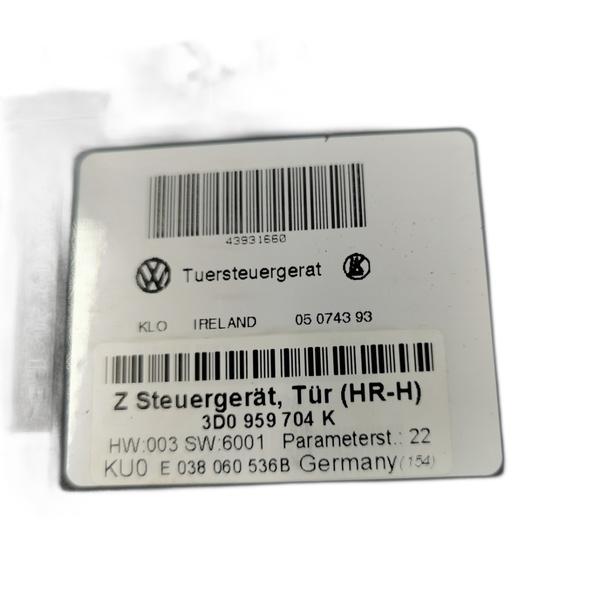 43931660
VW Tuersteuergerat K
KLO IRELAND 05 0743 93
Z Steuergerät, Tür (HR-H)
3D0 959 704 K
HW:003 SW:6001 Parameterst.: 22
KU0 E 038 060 536B Germany (154)